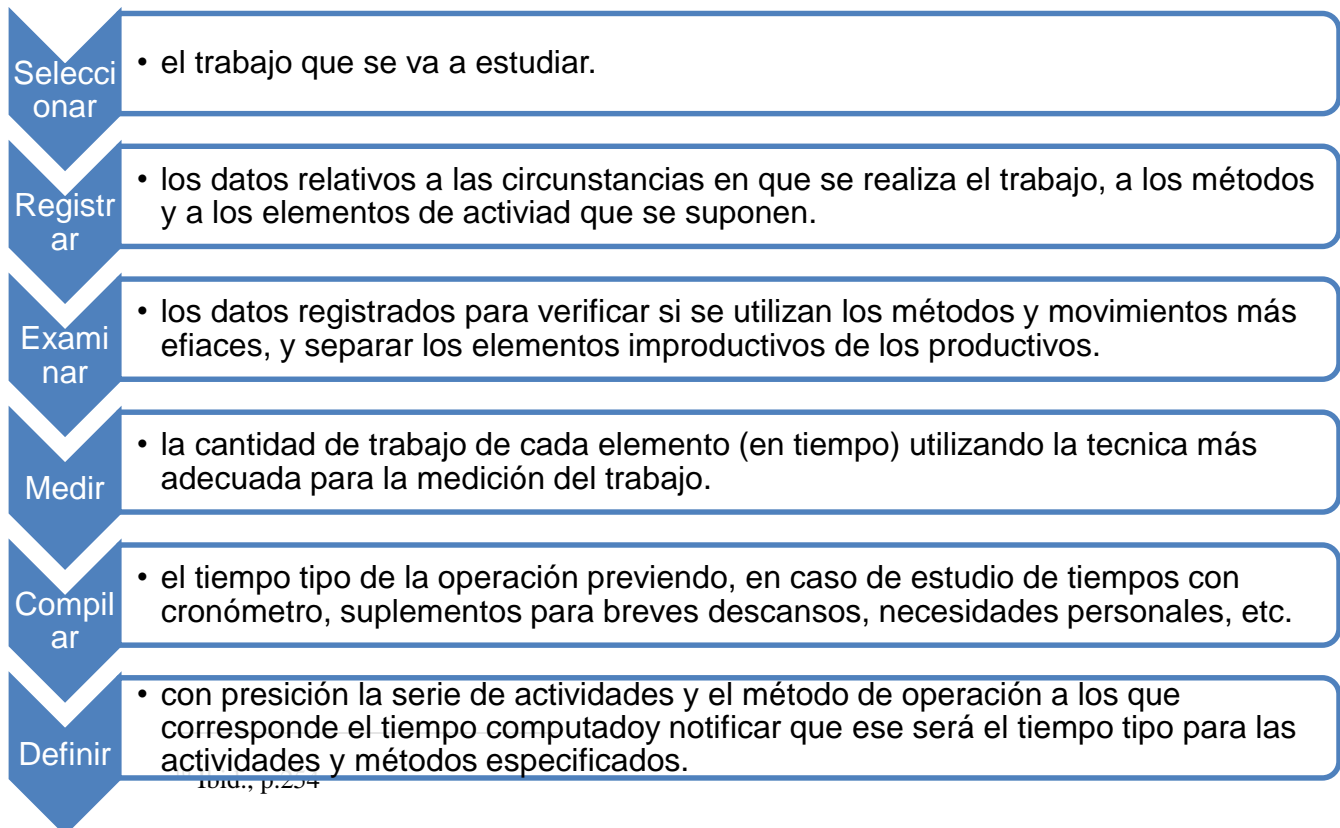 Selecci
onar
• el trabajo que se va a estudiar.
Registr
ar
• los datos relativos a las circunstancias en que se realiza el trabajo, a los métodos
y a los elementos de activiad que se suponen.
Exami
nar
• los datos registrados para verificar si se utilizan los métodos y movimientos más
efiaces, y separar los elementos improductivos de los productivos.
Medir
• la cantidad de trabajo de cada elemento (en tiempo) utilizando la tecnica más
adecuada para la medición del trabajo.
Compil
ar
• el tiempo tipo de la operación previendo, en caso de estudio de tiempos con
cronómetro, suplementos para breves descansos, necesidades personales, etc.
Definir
• con presición la serie de actividades y el método de operación a los que
corresponde el tiempo computadoy notificar que ese será el tiempo tipo para las
actividades y métodos especificados.
Ibid., p.254